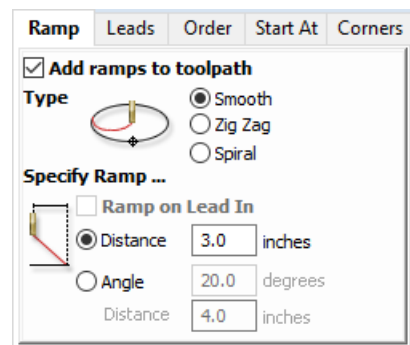 Ramp Leads Order Start At Corners
Add ramps to toolpath
Type
Smooth
Zig Zag
Spiral
Specify Ramp ...
Ramp on Lead In
Distance 3.0 inches
Angle 20.0 degrees
Distance 4.0 inches